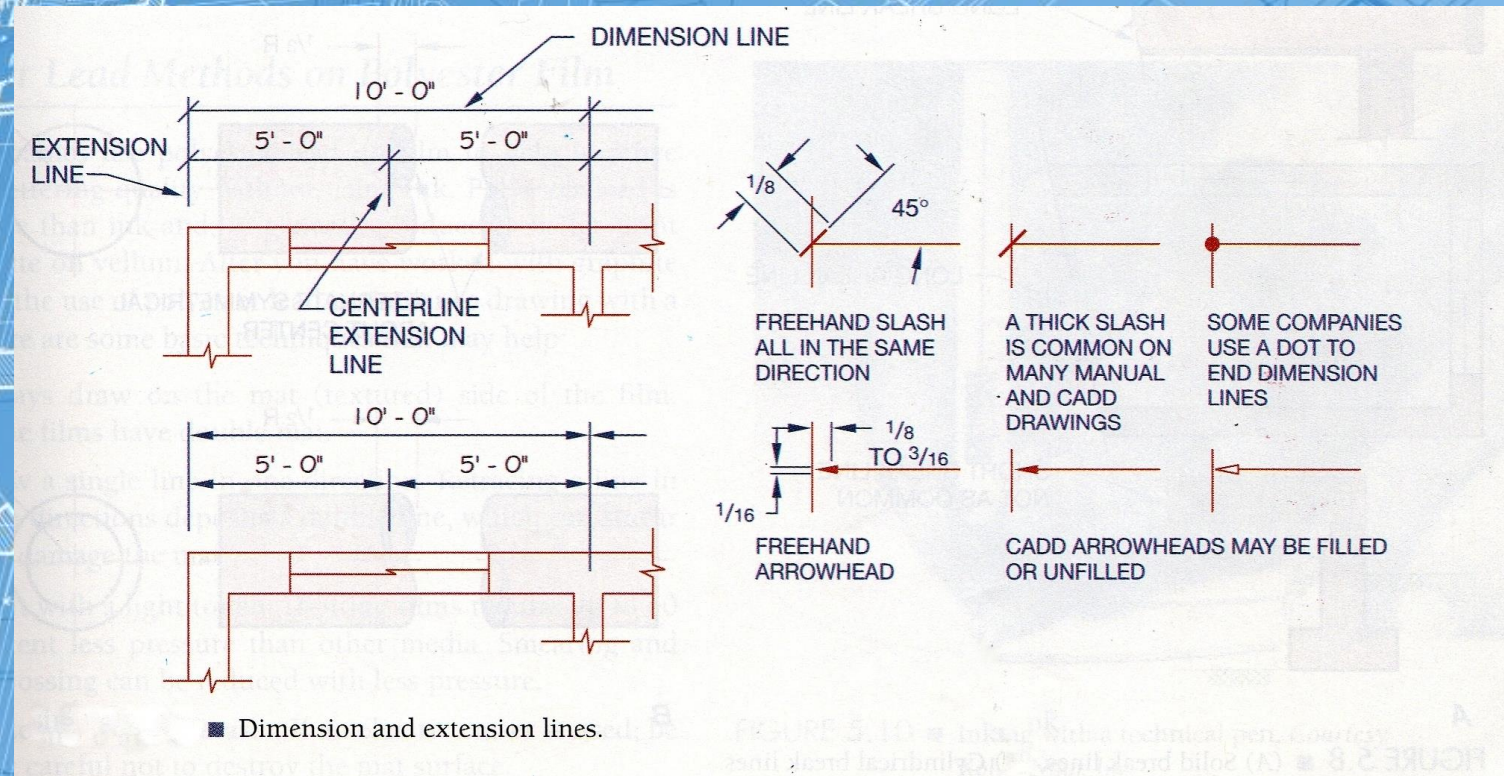 DIMENSION LINE
10' - 0"
EXTENSION
LINE
5' - 0"
5' - 0"
CENTERLINE
EXTENSION
LINE
10' - 0"
5' - 0"
5' - 0"
1/8
45°
FREEHAND SLASH
ALL IN THE SAME
DIRECTION
A THICK SLASH
IS COMMON ON
MANY MANUAL
AND CADD
DRAWINGS
SOME COMPANIES
USE A DOT TO
END DIMENSION
LINES
1/8
TO 3/16
1/16
FREEHAND
ARROWHEAD
CADD ARROWHEADS MAY BE FILLED
OR UNFILLED
Dimension and extension lines.